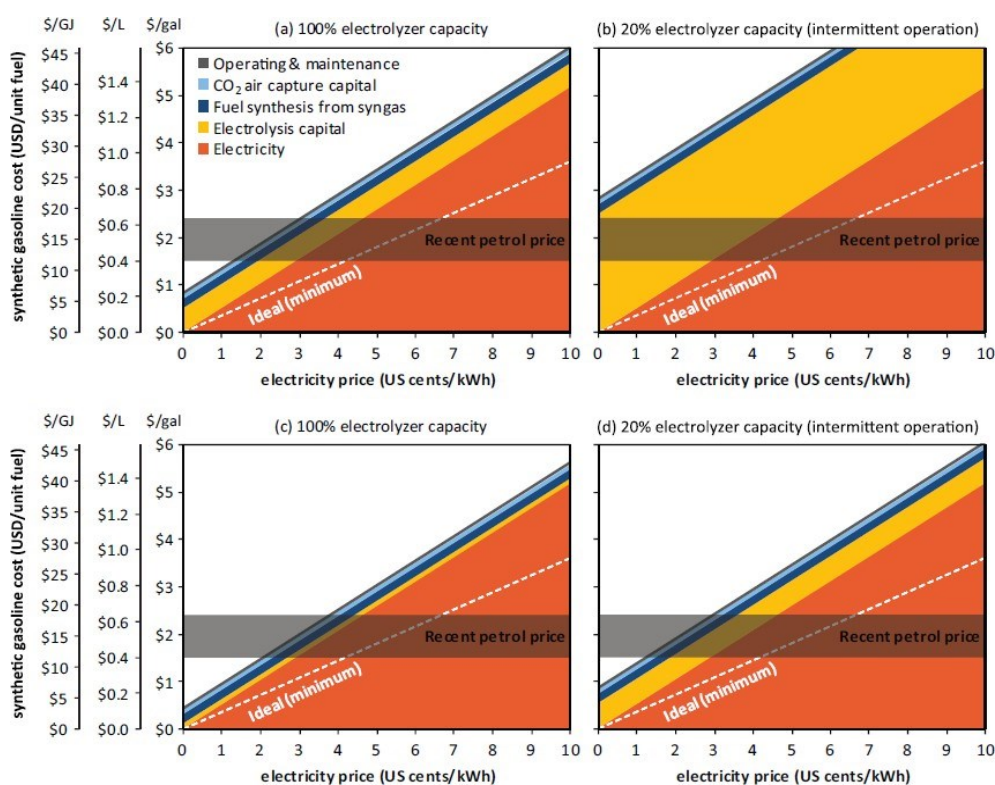 $/GJ $/L $/gal (a) 100% electrolyzer capacity (b) 20% electrolyzer capacity (intermittent operation)
synthetic gasoline cost (USD/unit fuel)
$45 $40 $35 $30 $25 $20 $15 $10 $5 $0
$1.4 $1.2 $1.0 $0.8 $0.6 $0.4 $0.2 $0.0
$6 $5 $4 $3 $2 $1 $0
Operating & maintenance
CO₂ air capture capital
Fuel synthesis from syngas
Electrolysis capital
Electricity
Recent petrol price
Ideal (minimum)
Recent petrol price
Ideal (minimum)
0 1 2 3 4 5 6 7 8 9 10
0 1 2 3 4 5 6 7 8 9 10
electricity price (US cents/kWh)
electricity price (US cents/kWh)
$/GJ $/L $/gal (c) 100% electrolyzer capacity (d) 20% electrolyzer capacity (intermittent operation)
synthetic gasoline cost (USD/unit fuel)
$45 $40 $35 $30 $25 $20 $15 $10 $5 $0
$1.4 $1.2 $1.0 $0.8 $0.6 $0.4 $0.2 $0.0
$6 $5 $4 $3 $2 $1 $0
Recent petrol price
Ideal (minimum)
Recent petrol price
Ideal (minimum)
0 1 2 3 4 5 6 7 8 9 10
0 1 2 3 4 5 6 7 8 9 10
electricity price (US cents/kWh)
electricity price (US cents/kWh)